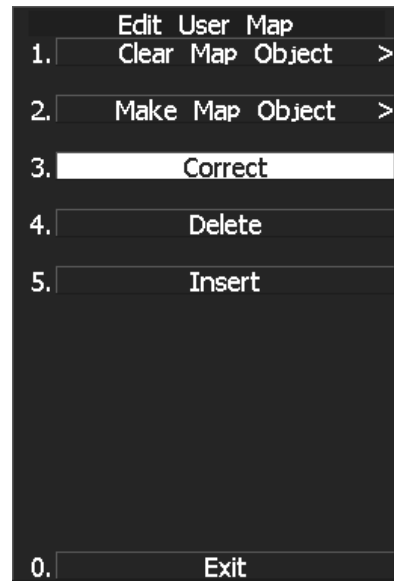 Edit User Map
1. Clear Map Object >
2. Make Map Object >
3. Correct
4. Delete
5. Insert
0. Exit